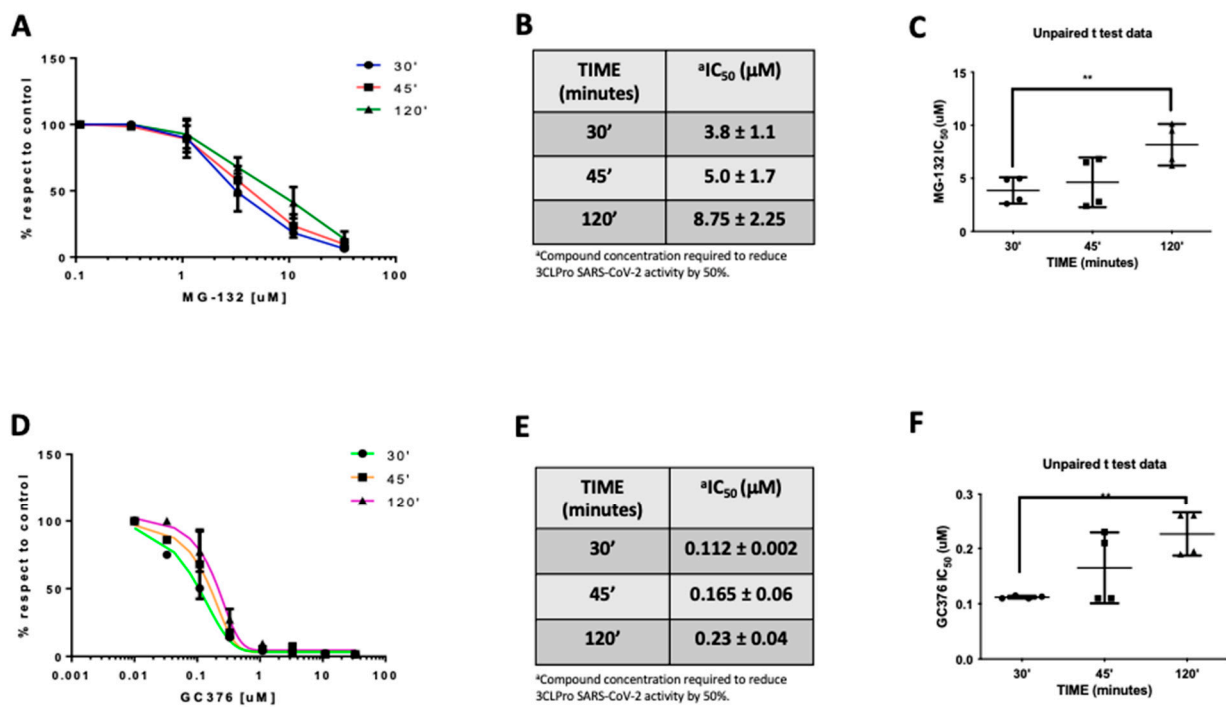 A
150
100
50
0
% respect to control
0.1
1
10
100
MG-132 [uM]
30'
45'
120'
B
TIME (minutes)
aIC50 (µM)
30’
3.8 ± 1.1
45’
5.0 ± 1.7
120’
8.75 ± 2.25
aCompound concentration required to reduce
3CLPro SARS-CoV-2 activity by 50%.
C
Unpaired t test data
**
15
10
5
0
MG-132 IC50 (uM)
30'
45'
120'
TIME (minutes)
D
150
100
50
0
% respect to control
0.001
0.01
0.1
1
10
100
GC376 [uM]
30'
45'
120'
E
TIME
(minutes)
aIC50 (µM)
30’
0.112 ± 0.002
45’
0.165 ± 0.06
120’
0.23 ± 0.04
aCompound concentration required to reduce
3CLPro SARS-CoV-2 activity by 50%.
F
Unpaired t test data
**
0.3
0.2
0.1
0.0
GC376 IC50 (uM)
30'
45'
120'
TIME (minutes)